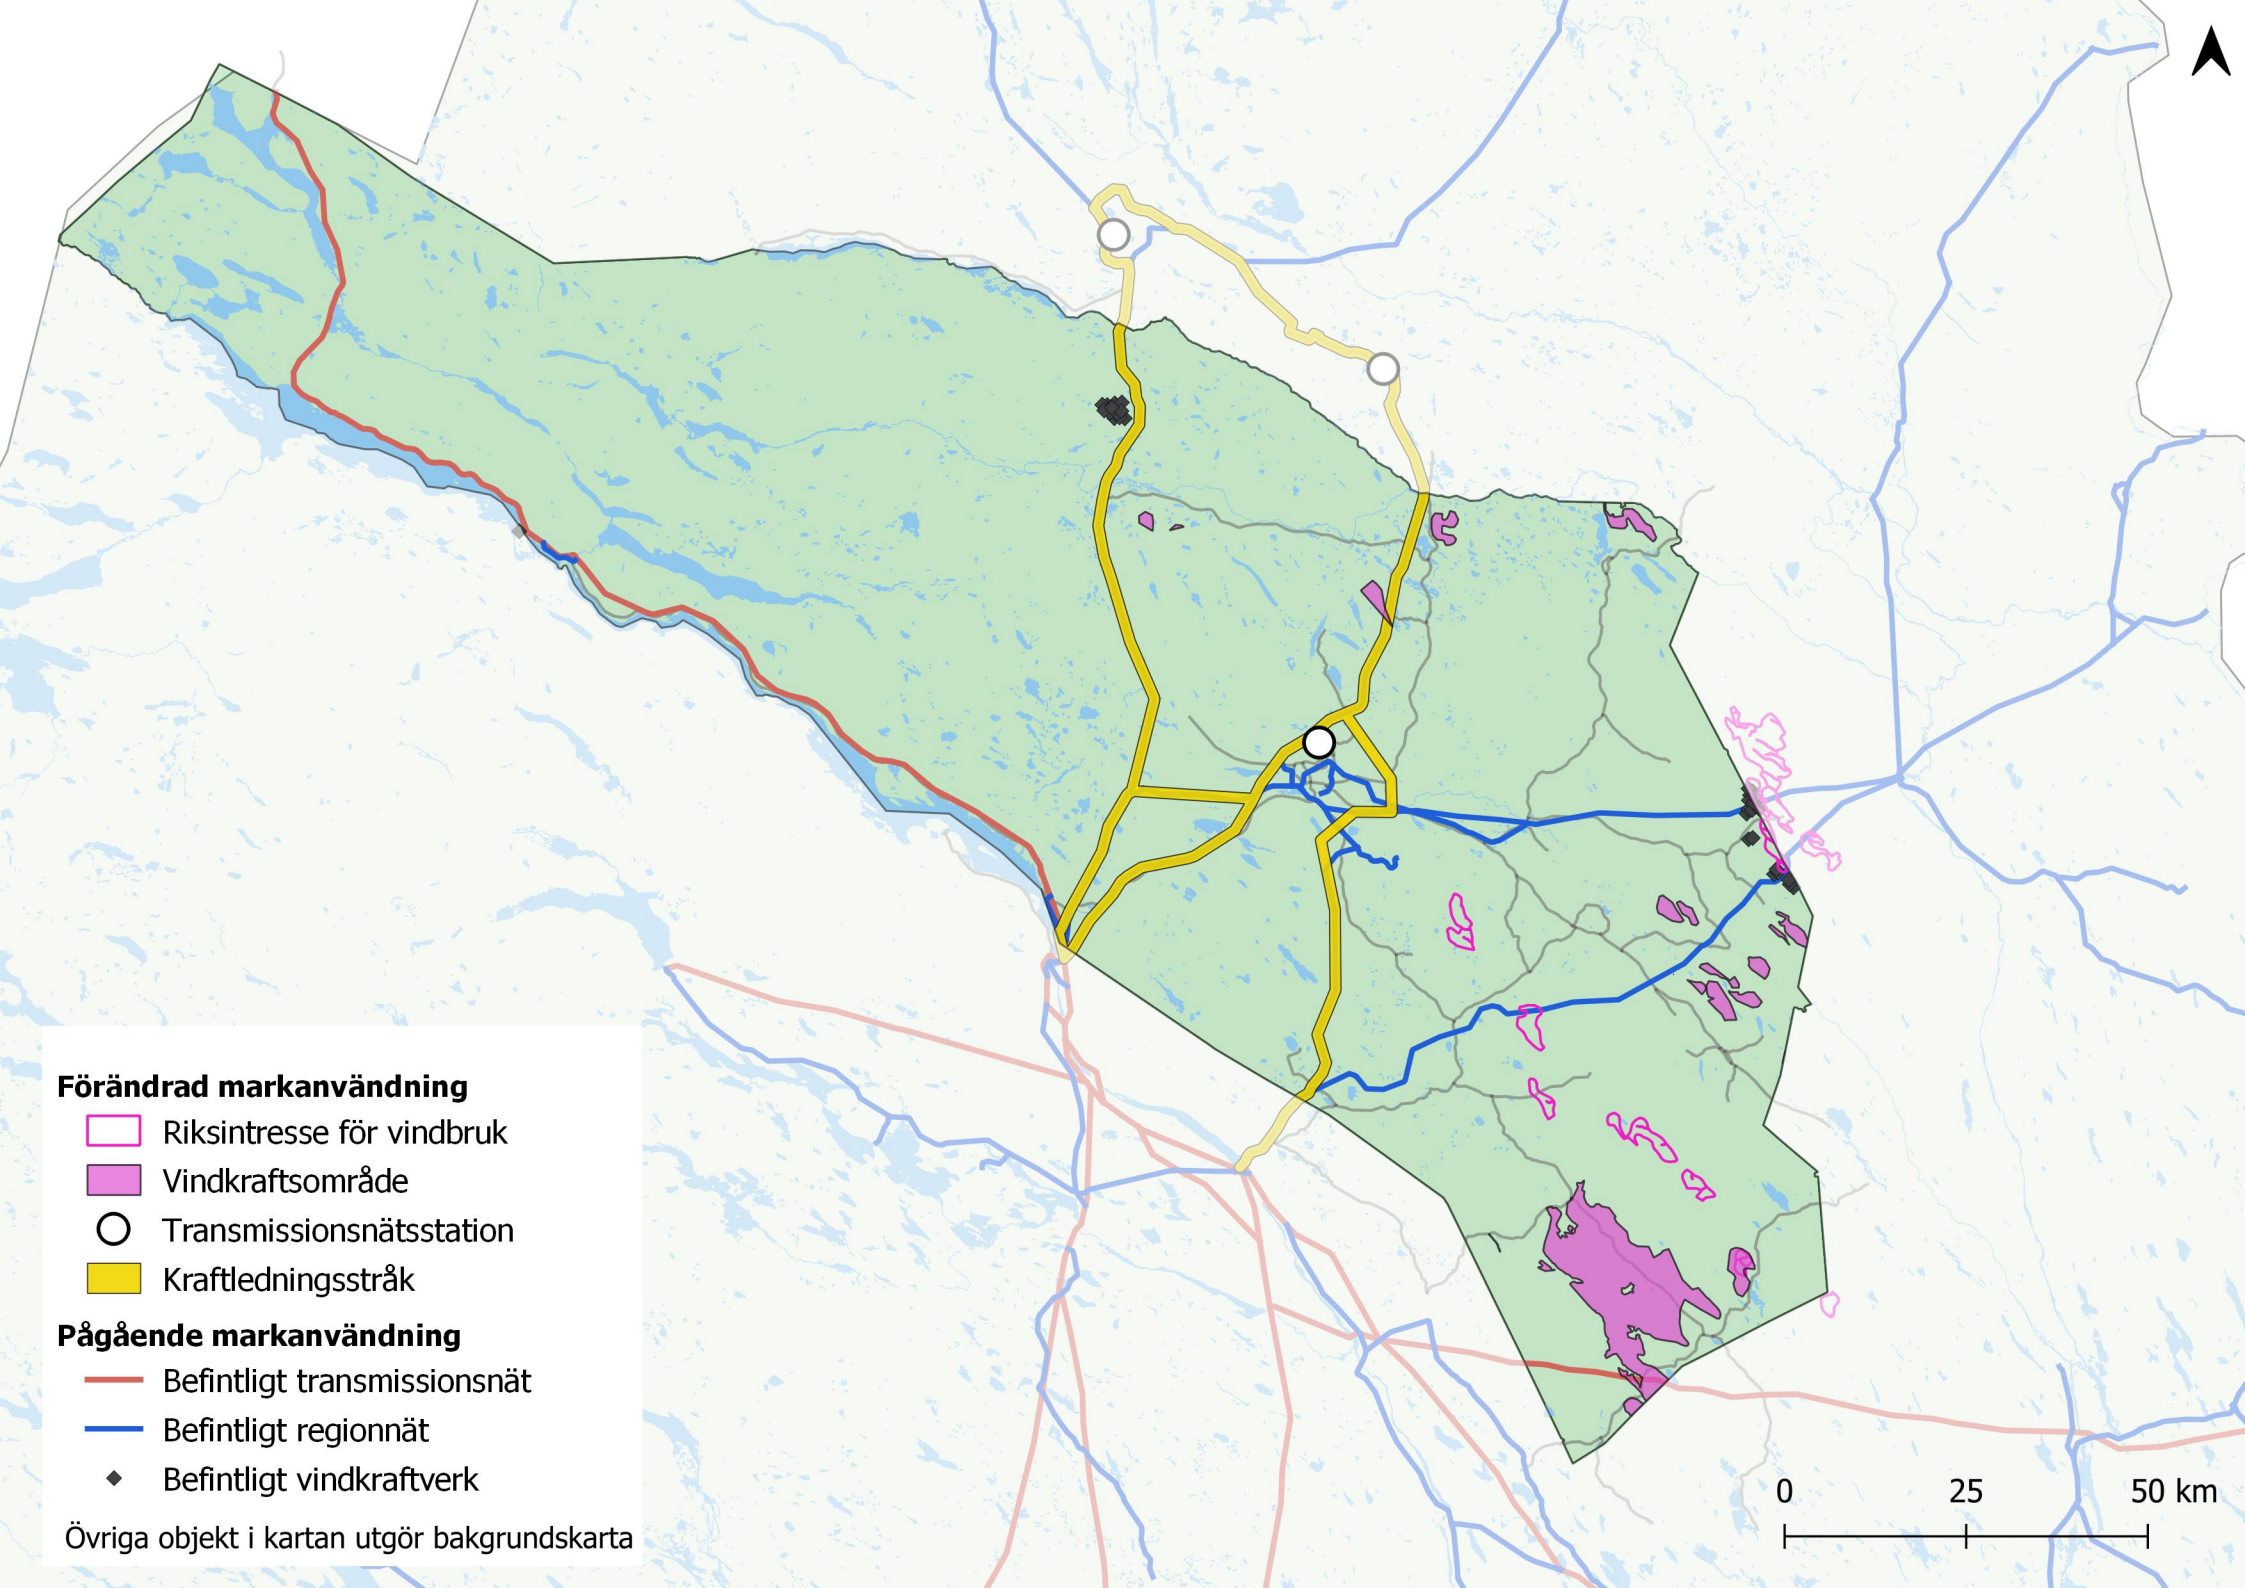 Förändrad markanvändning
Riksintresse för vindbruk
Vindkraftsområde
Transmissionsnätsstation
Kraftledningsstråk
Pågående markanvändning
Befintligt transmissionsnät
Befintligt regionnät
Befintligt vindkraftverk
Övriga objekt i kartan utgör bakgrundskarta
0 25 50 km